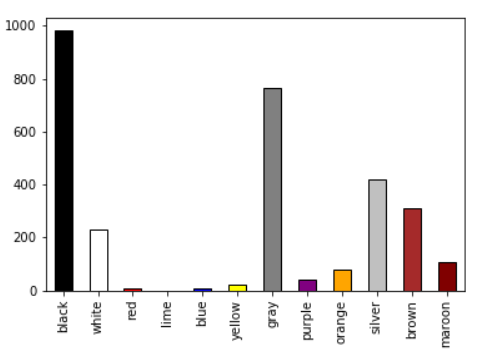 1000
800
600
400
200
0
black
white
red
lime
blue
yellow
gray
purple
orange
silver
brown
maroon